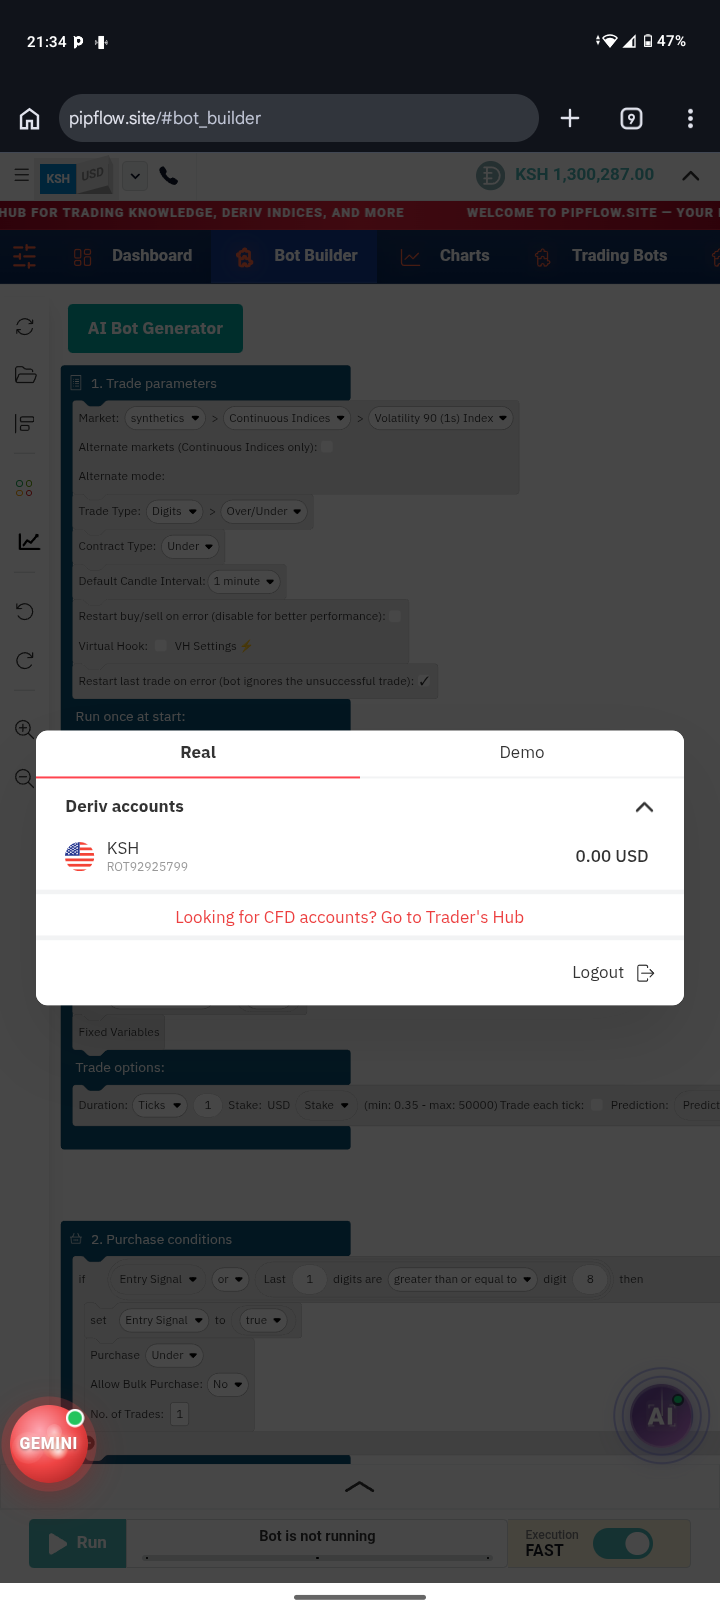 21:34
47%
pipflow.site/#bot_builder
9
KSH USD
KSH 1,300,287.00
HUB FOR TRADING KNOWLEDGE, DERIV INDICES, AND MORE WELCOME TO PIPFLOW.SITE — YOUR
Dashboard Bot Builder Charts Trading Bots
AI Bot Generator
1. Trade parameters
Market: synthetics > Continuous Indices > Volatility 90 (1s) Index
Alternate markets (Continuous Indices only):
Alternate mode:
Trade Type: Digits > Over/Under
Contract Type: Under
Default Candle Interval: 1 minute
Restart buy/sell on error (disable for better performance):
Virtual Hook: VH Settings ⚡
Restart last trade on error (bot ignores the unsuccessful trade): ✓
Run once at start:
Real Demo
Deriv accounts
KSH
ROT92925799
0.00 USD
Looking for CFD accounts? Go to Trader's Hub
Logout
Fixed Variables
Trade options:
Duration: Ticks 1 Stake: USD Stake (min: 0.35 - max: 50000) Trade each tick: Prediction: Predict
2. Purchase conditions
if Entry Signal or Last 1 digits are greater than or equal to digit 8 then
set Entry Signal to true
Purchase Under
Allow Bulk Purchase: No
No. of Trades: 1
GEMINI
AI
Run
Bot is not running
Execution
FAST